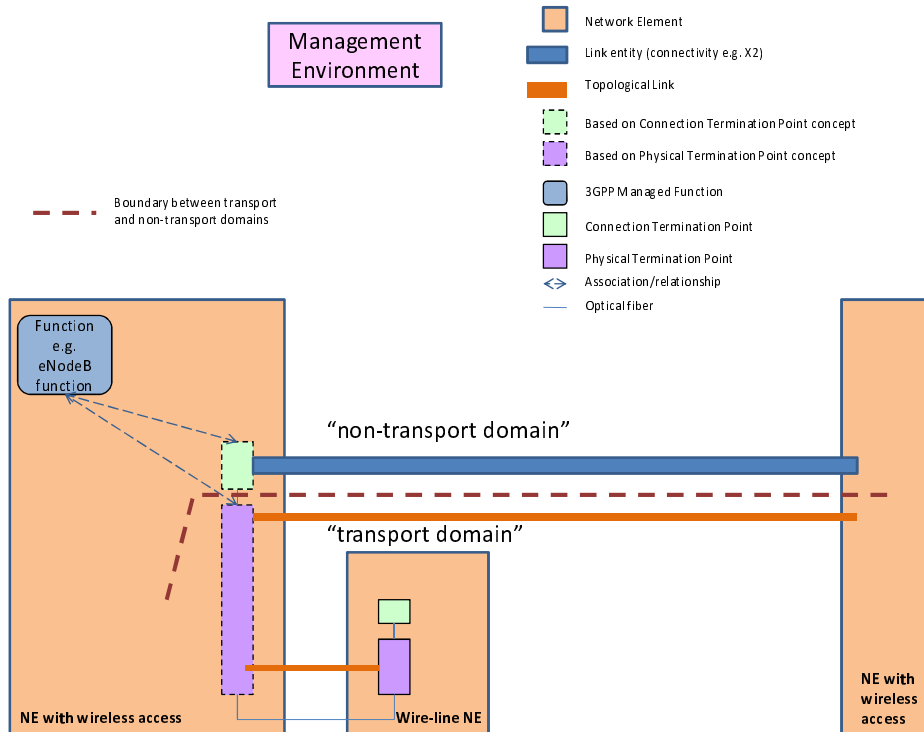 Management
Environment
Network Element
Link entity (connectivity e.g. X2)
Topological Link
Based on Connection Termination Point concept
Based on Physical Termination Point concept
3GPP Managed Function
Connection Termination Point
Physical Termination Point
Association/relationship
Optical fiber
Boundary between transport
and non-transport domains
Function
e.g.
eNodeB
function
“non-transport domain”
“transport domain”
NE with wireless access
Wire-line NE
NE with
wireless
access